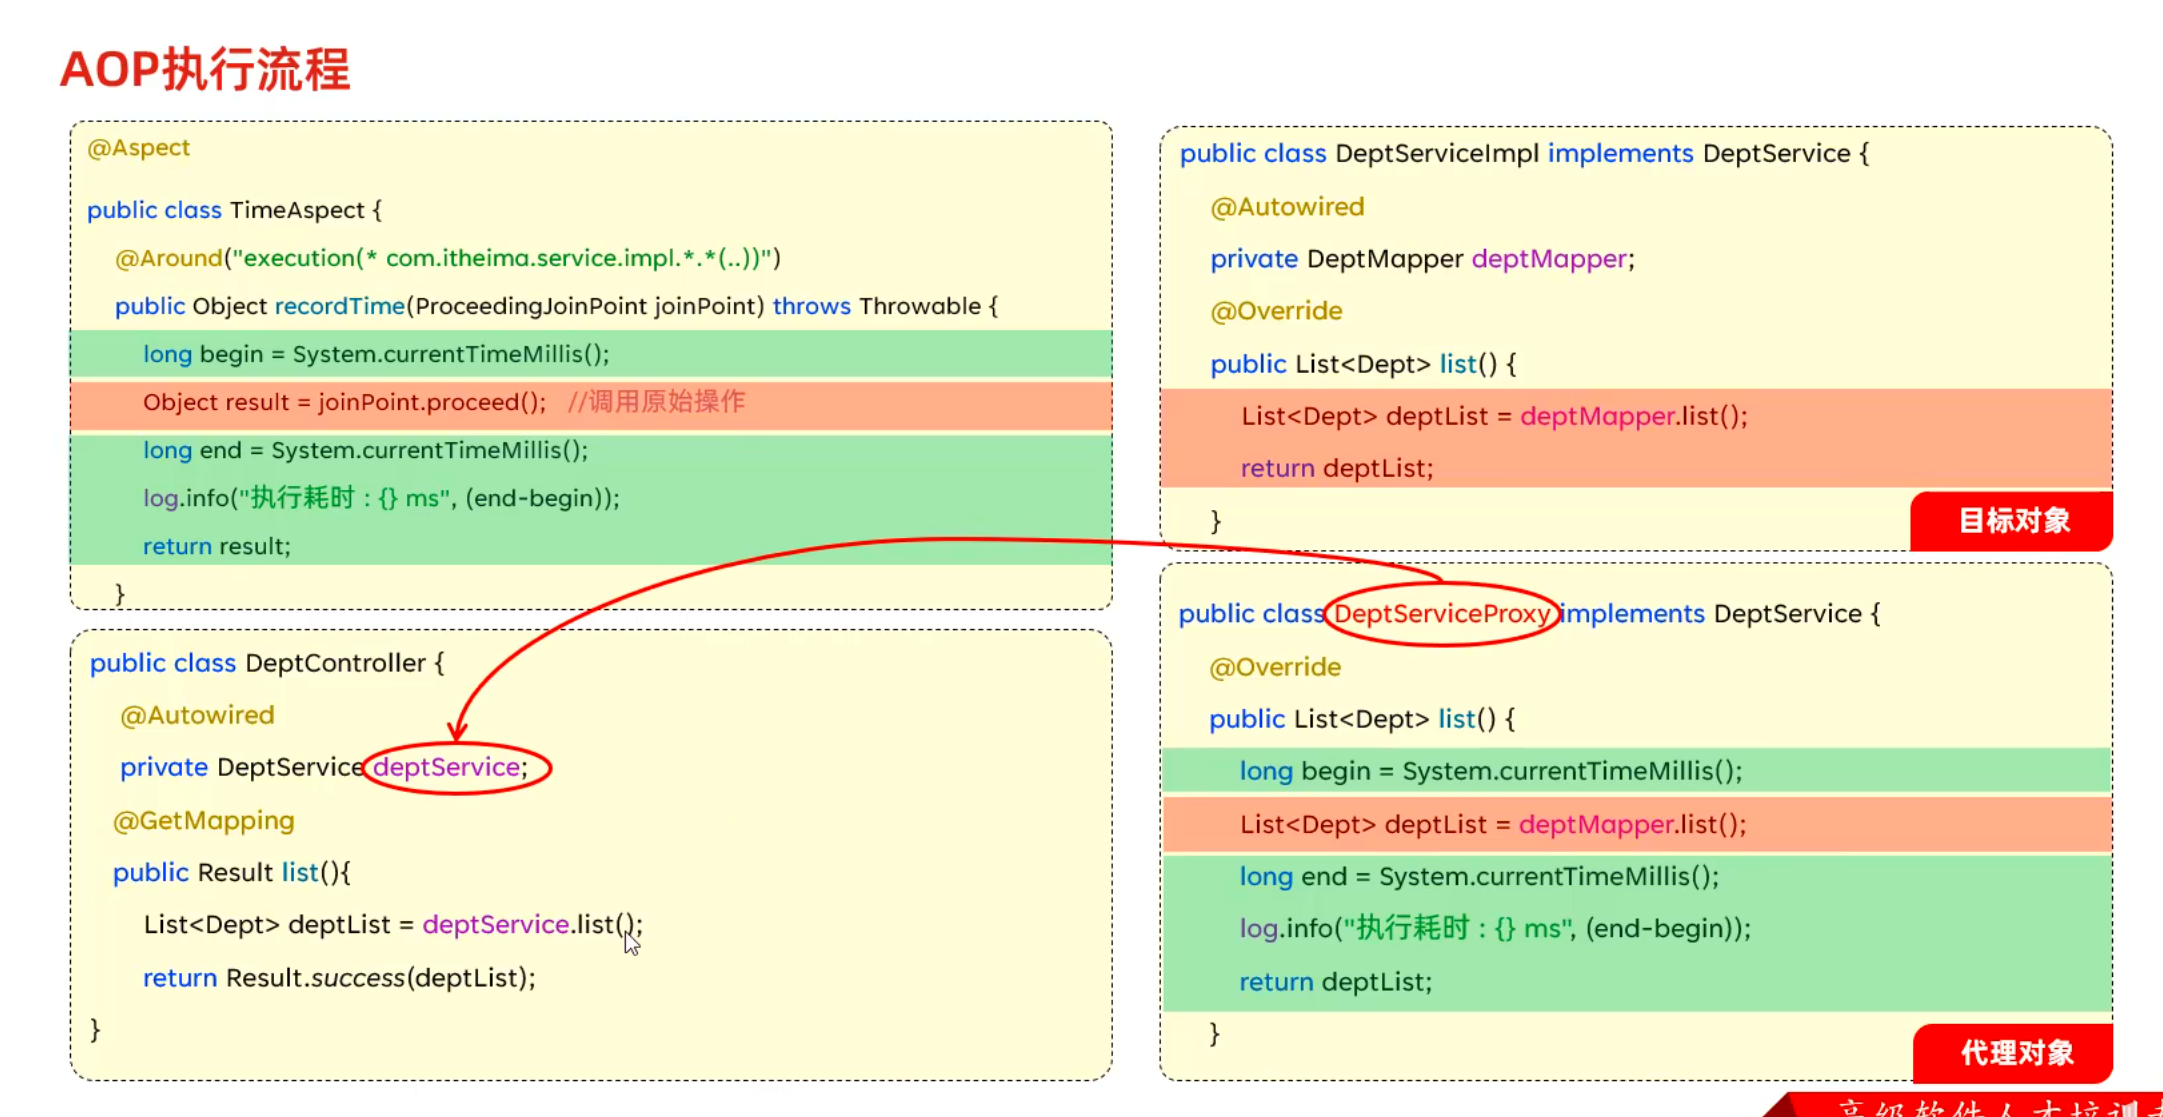 AOP执行流程
@Aspect
public class TimeAspect {
@Around("execution(* com.itheima.service.impl.*.*(..))")
public Object recordTime(ProceedingJoinPoint joinPoint) throws Throwable {
long begin = System.currentTimeMillis();
Object result = joinPoint.proceed(); //调用原始操作
long end = System.currentTimeMillis();
log.info("执行耗时 : {} ms", (end-begin));
return result;
}
public class DeptController {
@Autowired
private DeptService deptService;
@GetMapping
public Result list(){
List<Dept> deptList = deptService.list();
return Result.success(deptList);
}
public class DeptServiceImpl implements DeptService {
@Autowired
private DeptMapper deptMapper;
@Override
public List<Dept> list() {
List<Dept> deptList = deptMapper.list();
return deptList;
}
目标对象
public class DeptServiceProxy implements DeptService {
@Override
public List<Dept> list() {
long begin = System.currentTimeMillis();
List<Dept> deptList = deptMapper.list();
long end = System.currentTimeMillis();
log.info("执行耗时 : {} ms", (end-begin));
return deptList;
}
代理对象
高级软件人才培训